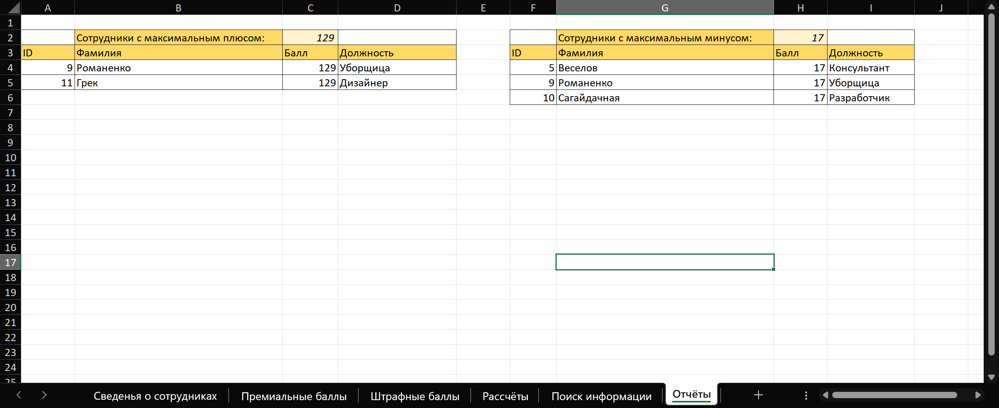 A B C D E F G H I J
1
2 Сотрудники с максимальным плюсом: 129 Сотрудники с максимальным минусом: 17
3 ID Фамилия Балл Должность ID Фамилия Балл Должность
4 9 Романенко 129 Уборщица 5 Веселов 17 Консультант
5 11 Грек 129 Дизайнер 9 Романенко 17 Уборщица
6 10 Сагайдачная 17 Разработчик
7
8
9
10
11
12
13
14
15
16
17
18
19
20
21
22
23
24
25
Сведенья о сотрудниках Премиальные баллы Штрафные баллы Рассчёты Поиск информации Отчёты